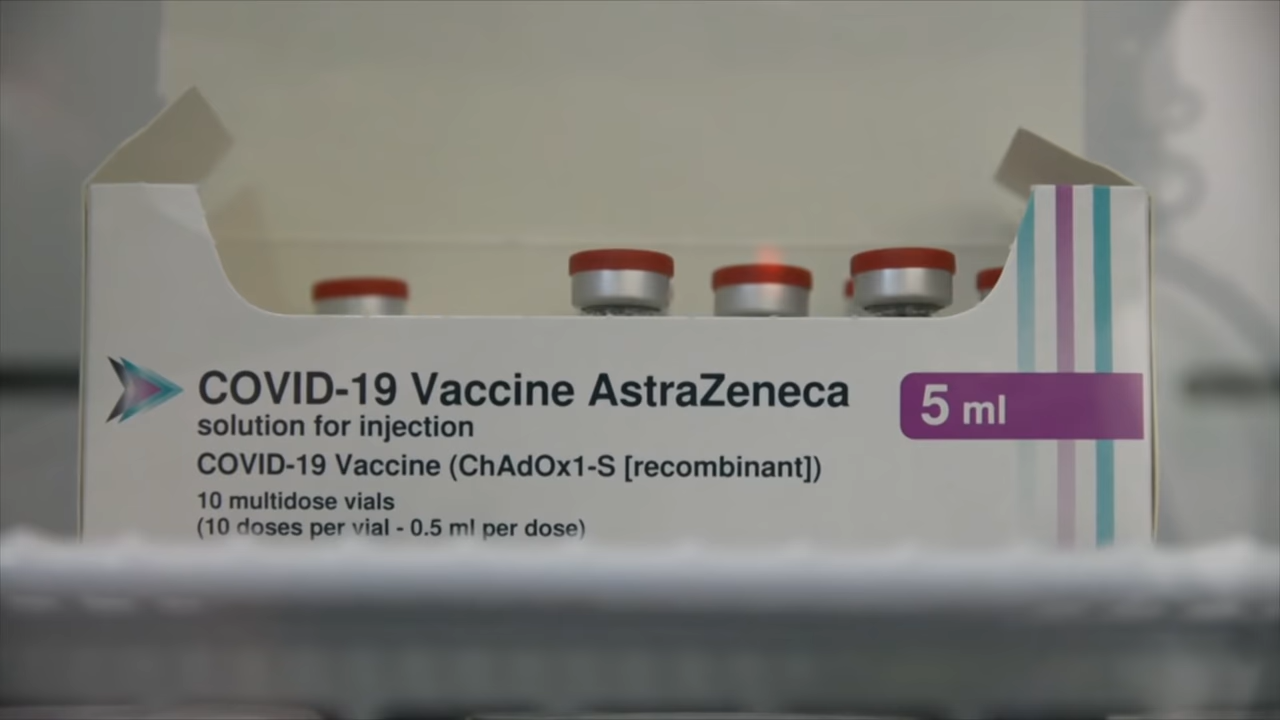 COVID-19 Vaccine AstraZeneca
5 ml
solution for injection
COVID-19 Vaccine (ChAdOx1-S [recombinant])
10 multidose vials
(10 doses per vial - 0.5 ml per dose)